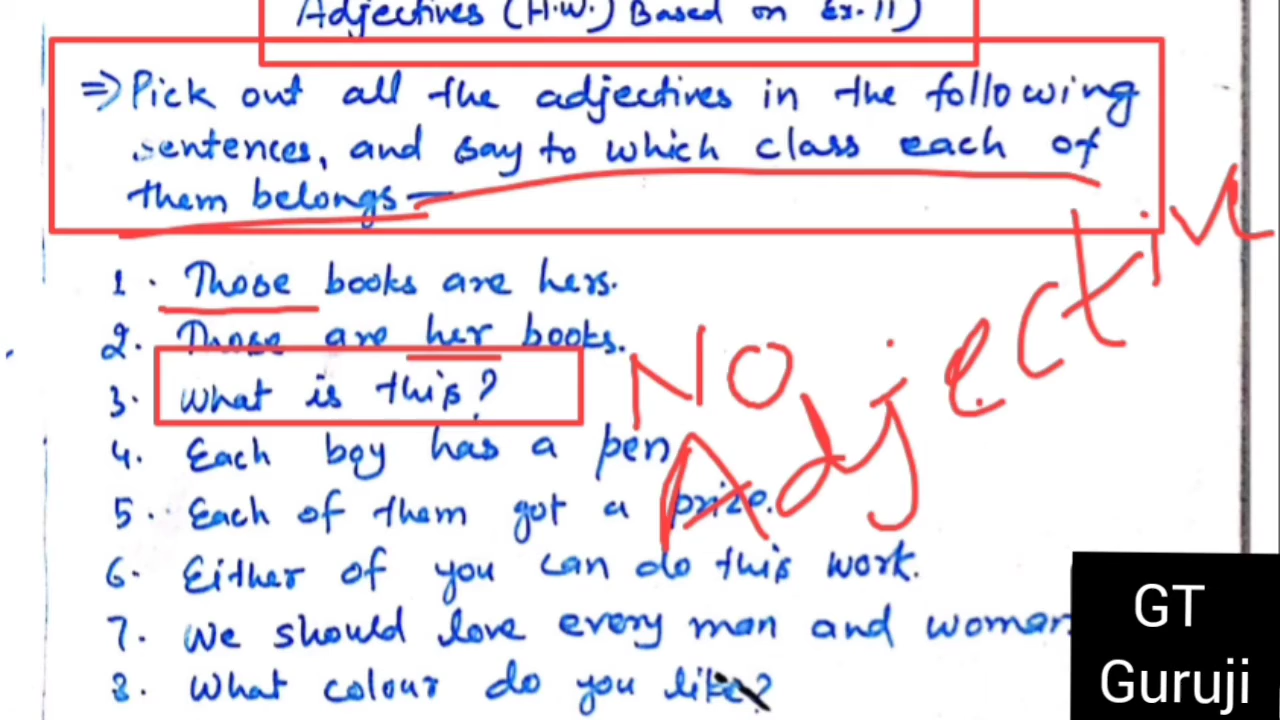 Adjectives (H.W.) Based on Ex. 11)
=> Pick out all the adjectives in the following
sentences, and say to which class each of
them belongs —
1. Those books are hers.
2. Those are her books.
3. What is this?
4. Each boy has a pen
5. Each of them got a prize.
6. Either of you can do this work.
7. We should love every man and woman.
8. What colour do you like?
NO
Adjective
GT
Guruji